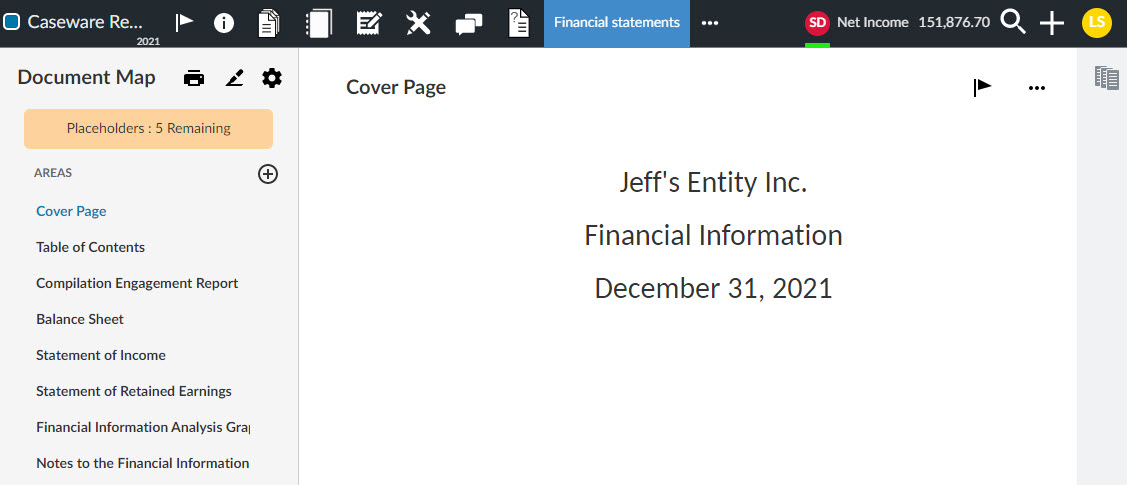 Caseware Re...
2021
Financial statements
SD
Net Income 151,876.70
LS
Document Map
Placeholders : 5 Remaining
AREAS
Cover Page
Table of Contents
Compilation Engagement Report
Balance Sheet
Statement of Income
Statement of Retained Earnings
Financial Information Analysis Gra
Notes to the Financial Information
Cover Page
Jeff's Entity Inc.
Financial Information
December 31, 2021